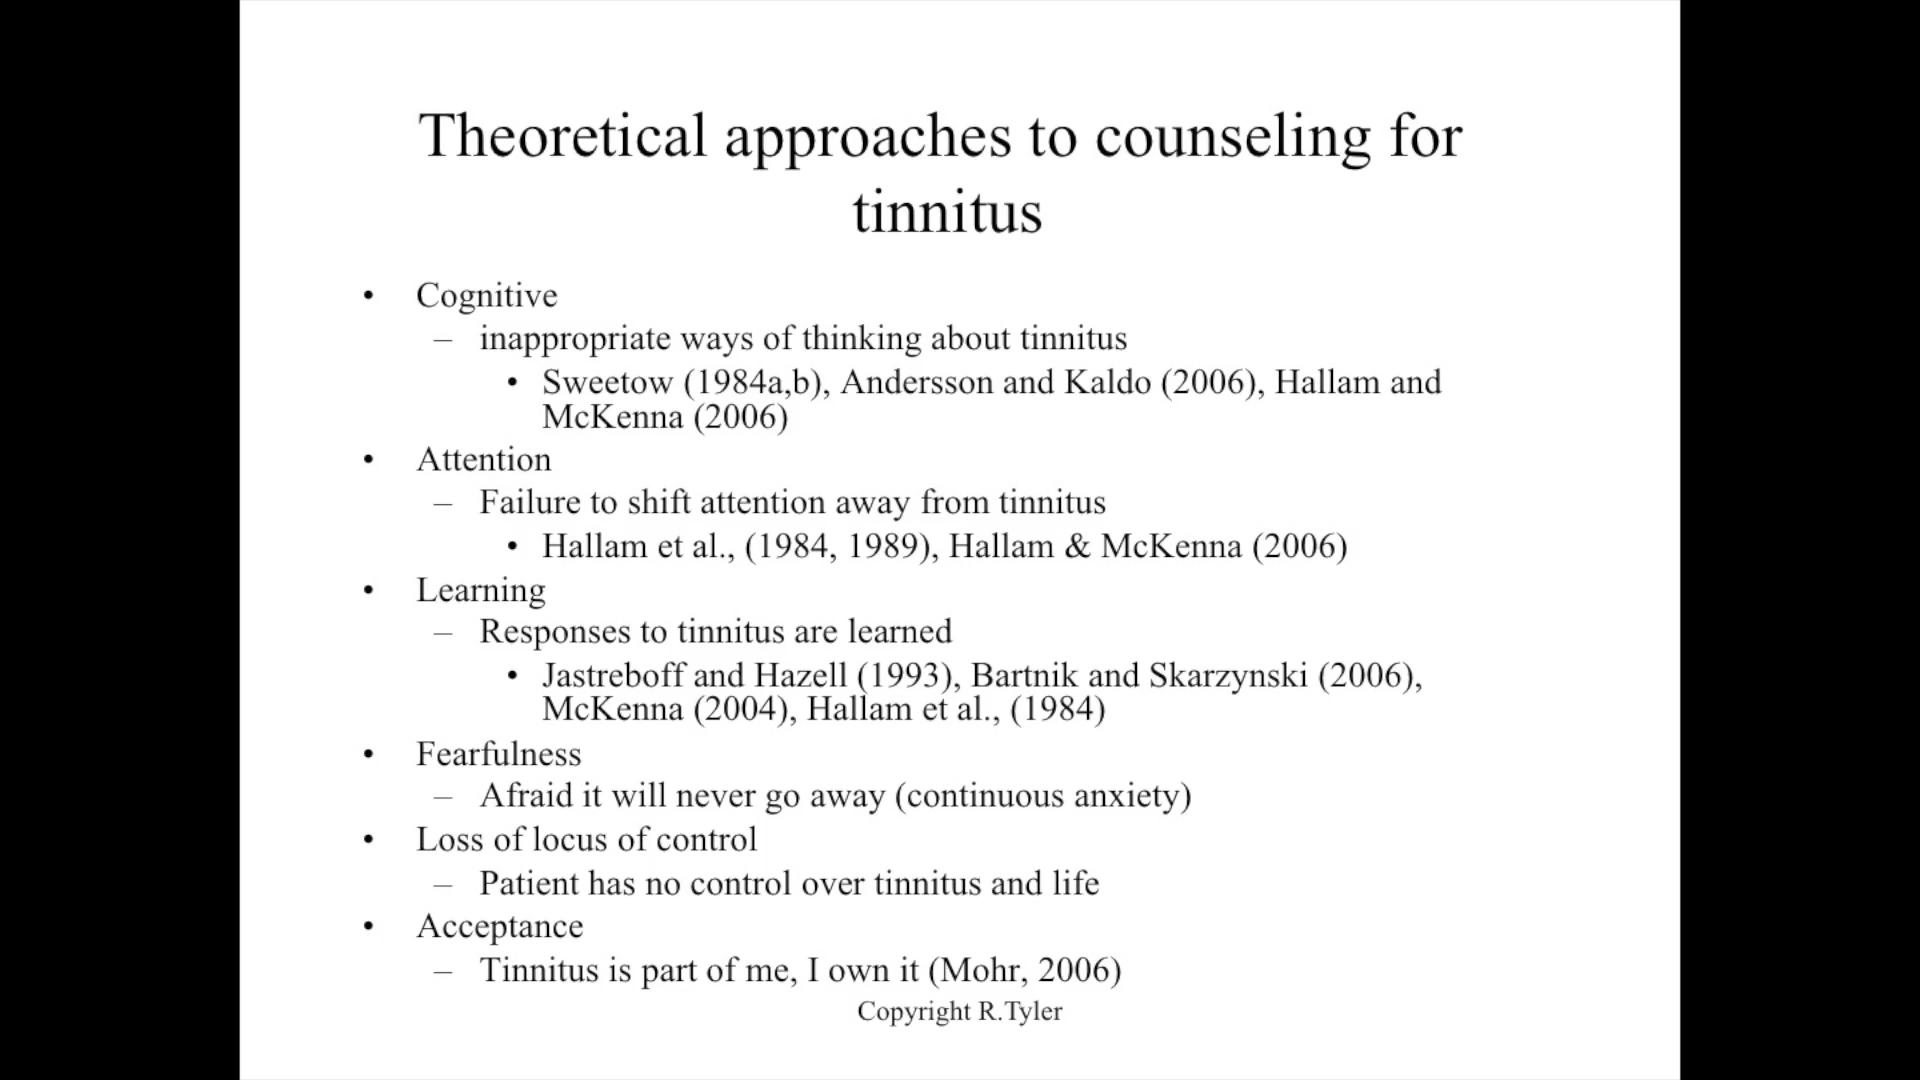 Theoretical approaches to counseling for
tinnitus
• Cognitive
– inappropriate ways of thinking about tinnitus
• Sweetow (1984a,b), Andersson and Kaldo (2006), Hallam and
McKenna (2006)
• Attention
– Failure to shift attention away from tinnitus
• Hallam et al., (1984, 1989), Hallam & McKenna (2006)
• Learning
– Responses to tinnitus are learned
• Jastreboff and Hazell (1993), Bartnik and Skarzynski (2006),
McKenna (2004), Hallam et al., (1984)
• Fearfulness
– Afraid it will never go away (continuous anxiety)
• Loss of locus of control
– Patient has no control over tinnitus and life
• Acceptance
– Tinnitus is part of me, I own it (Mohr, 2006)
Copyright R.Tyler